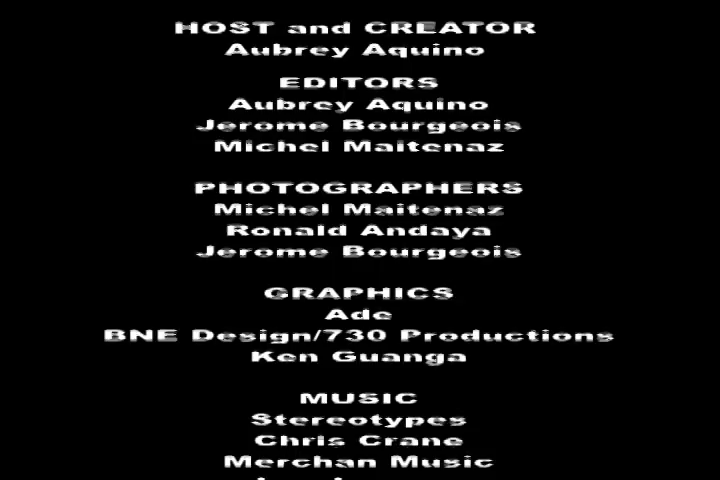 HOST and CREATOR
Aubrey Aquino
EDITORS
Aubrey Aquino
Jerome Bourgeois
Michel Maitenaz
PHOTOGRAPHERS
Michel Maitenaz
Ronald Andaya
Jerome Bourgeois
GRAPHICS
Ade
BNE Design/730 Productions
Ken Guanga
MUSIC
Stereotypes
Chris Crane
Merchan Music